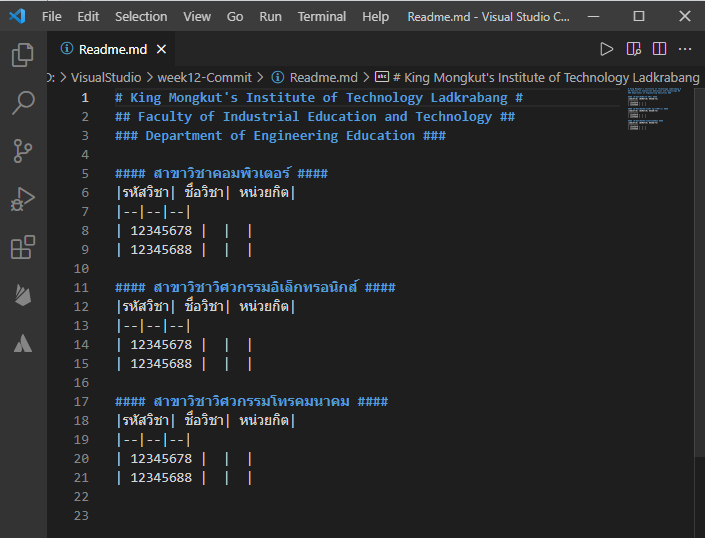 File Edit Selection View Go Run Terminal Help Readme.md - Visual Studio C...
Readme.md
D: > VisualStudio > week12-Commit > Readme.md > # King Mongkut's Institute of Technology Ladkrabang
1 # King Mongkut's Institute of Technology Ladkrabang #
2 ## Faculty of Industrial Education and Technology ##
3 ### Department of Engineering Education ###
4
5 #### สาขาวิชาคอมพิวเตอร์ ####
6 |รหัสวิชา| ชื่อวิชา| หน่วยกิต|
7 |--|--|--|
8 | 12345678 |  |  |
9 | 12345688 |  |  |
10
11 #### สาขาวิชาวิศวกรรมอิเล็กทรอนิกส์ ####
12 |รหัสวิชา| ชื่อวิชา| หน่วยกิต|
13 |--|--|--|
14 | 12345678 |  |  |
15 | 12345688 |  |  |
16
17 #### สาขาวิชาวิศวกรรมโทรคมนาคม ####
18 |รหัสวิชา| ชื่อวิชา| หน่วยกิต|
19 |--|--|--|
20 | 12345678 |  |  |
21 | 12345688 |  |  |
22
23